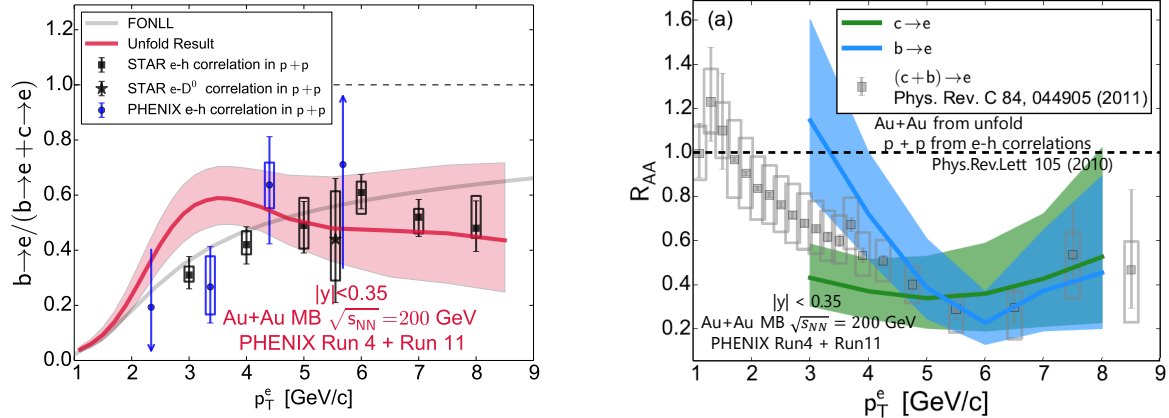 1.2
1.0
0.8
0.6
0.4
0.2
0.0
b→e/(b→e+c→e)
FONLL
Unfold Result
STAR e-h correlation in p+p
STAR e-D⁰ correlation in p+p
PHENIX e-h correlation in p+p
|y| <0.35
Au+Au MB √s_NN = 200 GeV
PHENIX Run 4 + Run 11
1 2 3 4 5 6 7 8 9
p_T^e [GeV/c]
(a)
1.6
1.4
1.2
1.0
0.8
0.6
0.4
0.2
R_AA
c→e
b→e
(c+b)→e
Phys. Rev. C 84, 044905 (2011)
Au+Au from unfold
p + p from e-h correlations
Phys.Rev.Lett 105 (2010)
|y| < 0.35
Au+Au MB √s_NN = 200 GeV
PHENIX Run4 + Run11
1 2 3 4 5 6 7 8 9
p_T^e [GeV/c]